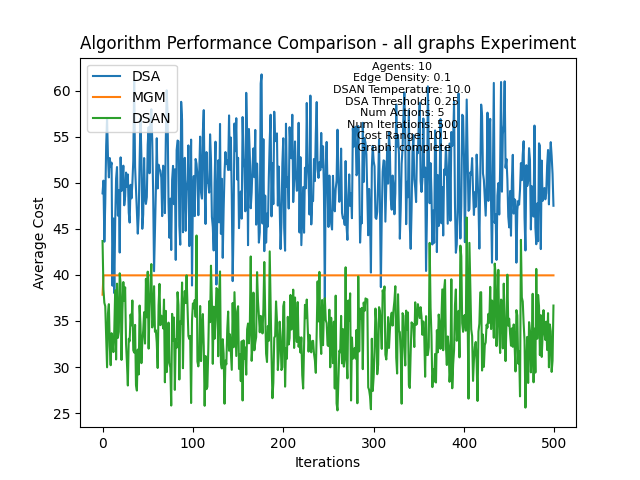 Algorithm Performance Comparison - all graphs Experiment
DSA
MGM
DSAN
Agents: 10
Edge Density: 0.1
DSAN Temperature: 10.0
DSA Threshold: 0.25
Num Actions: 5
Num Iterations: 500
Cost Range: 101
Graph: complete
Average Cost
60
55
50
45
40
35
30
25
0
100
200
300
400
500
Iterations